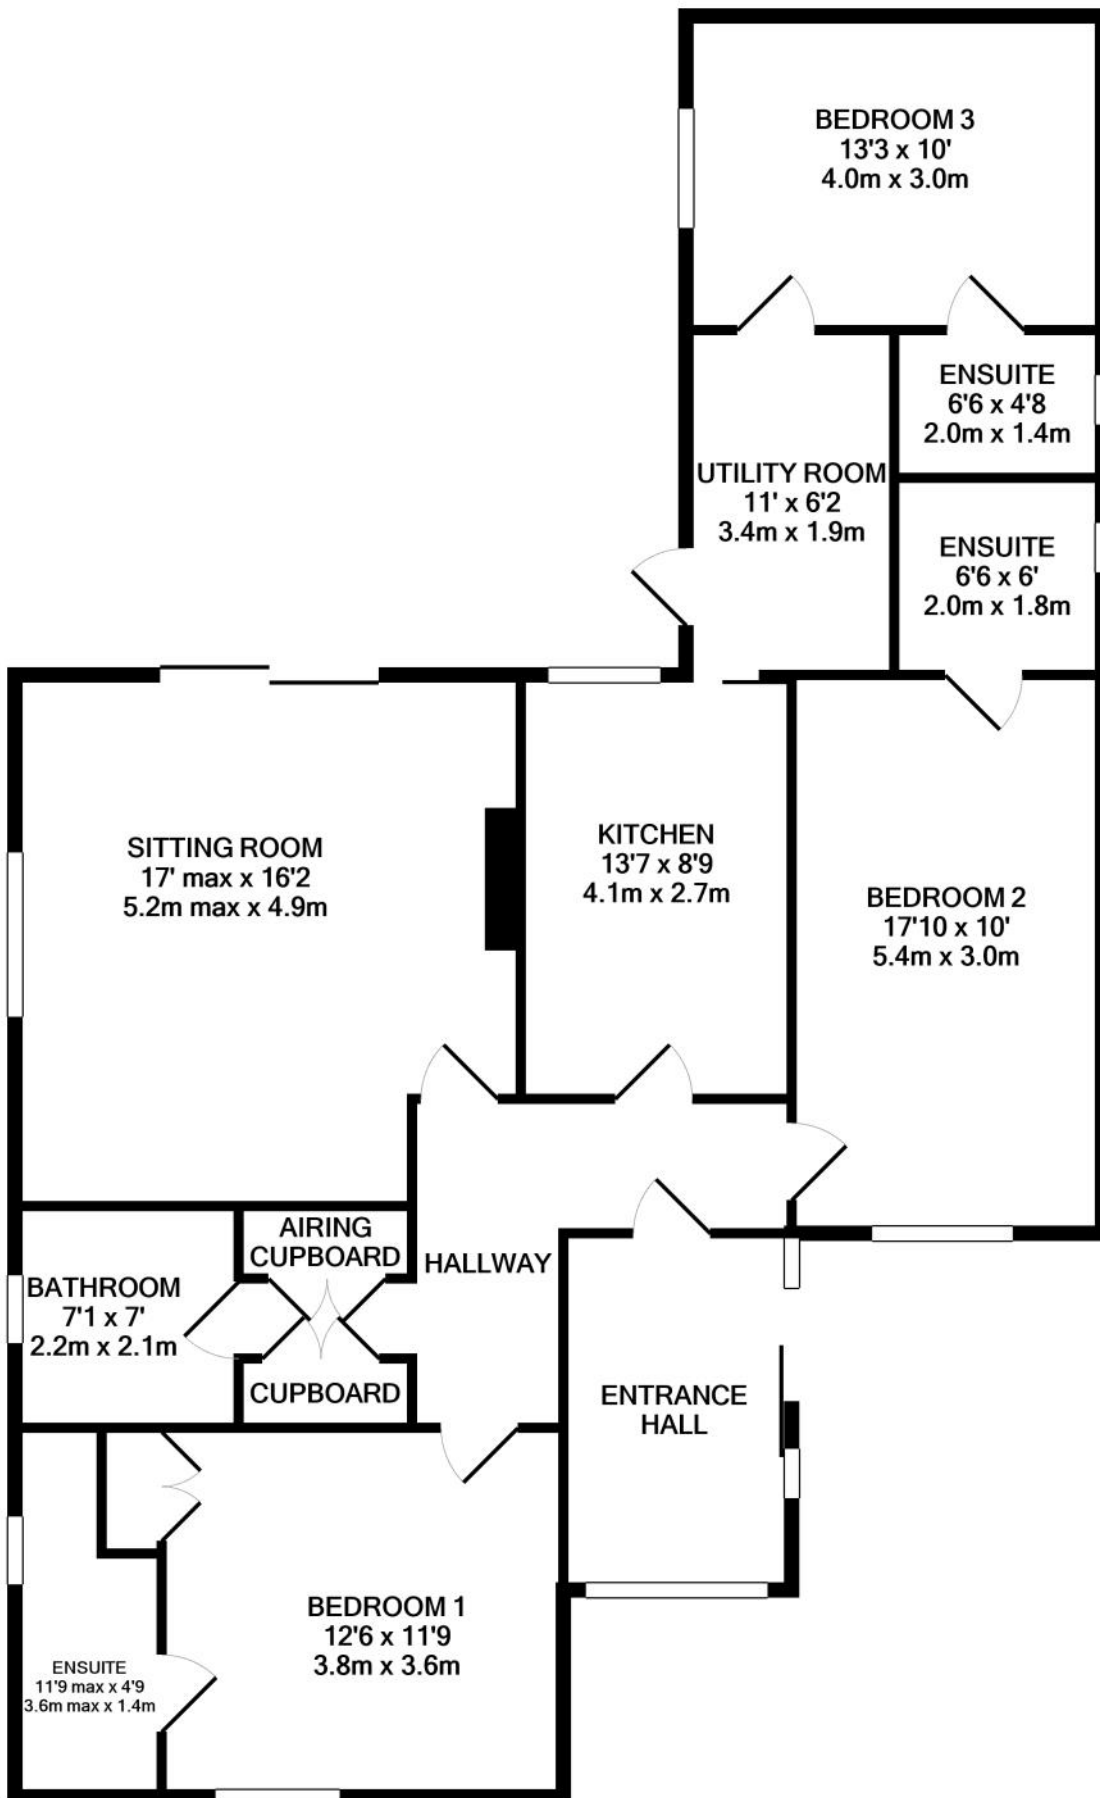 BEDROOM 3
13'3 x 10'
4.0m x 3.0m
ENSUITE
6'6 x 4'8
2.0m x 1.4m
UTILITY ROOM
11' x 6'2
3.4m x 1.9m
ENSUITE
6'6 x 6'
2.0m x 1.8m
SITTING ROOM
17' max x 16'2
5.2m max x 4.9m
KITCHEN
13'7 x 8'9
4.1m x 2.7m
BEDROOM 2
17'10 x 10'
5.4m x 3.0m
AIRING
CUPBOARD
HALLWAY
BATHROOM
7'1 x 7'
2.2m x 2.1m
CUPBOARD
ENTRANCE
HALL
BEDROOM 1
12'6 x 11'9
3.8m x 3.6m
ENSUITE
11'9 max x 4'9
3.6m max x 1.4m